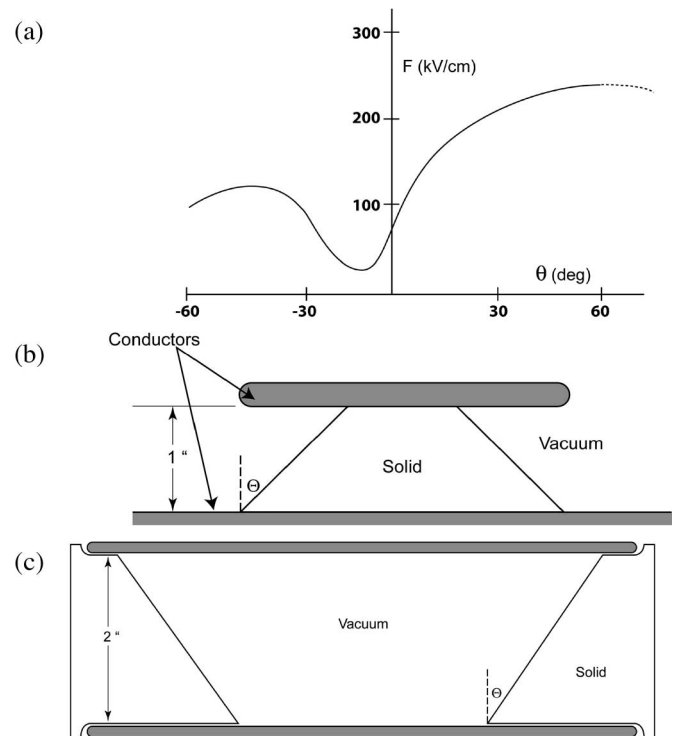 (a)
300
F (kV/cm)
200
100
θ (deg)
-60
-30
30
60
(b)
Conductors
1 “
Θ
Solid
Vacuum
(c)
2 “
Vacuum
Θ
Solid